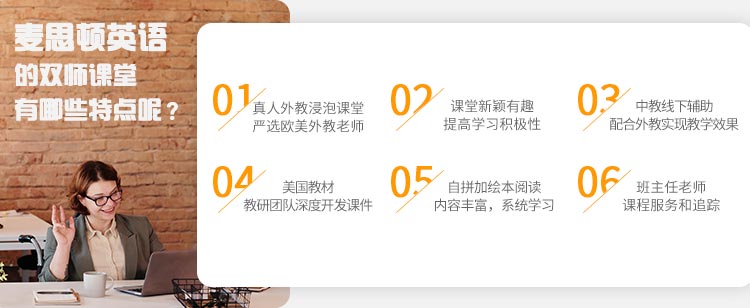 麦思顿英语
的双师课堂
有哪些特点呢？
01 真人外教浸泡课堂
严选欧美外教老师
02 课堂新颖有趣
提高学习积极性
03 中教线下辅助
配合外教实现教学效果
04 美国教材
教研团队深度开发课件
05 自拼加绘本阅读
内容丰富，系统学习
06 班主任老师
课程服务和追踪